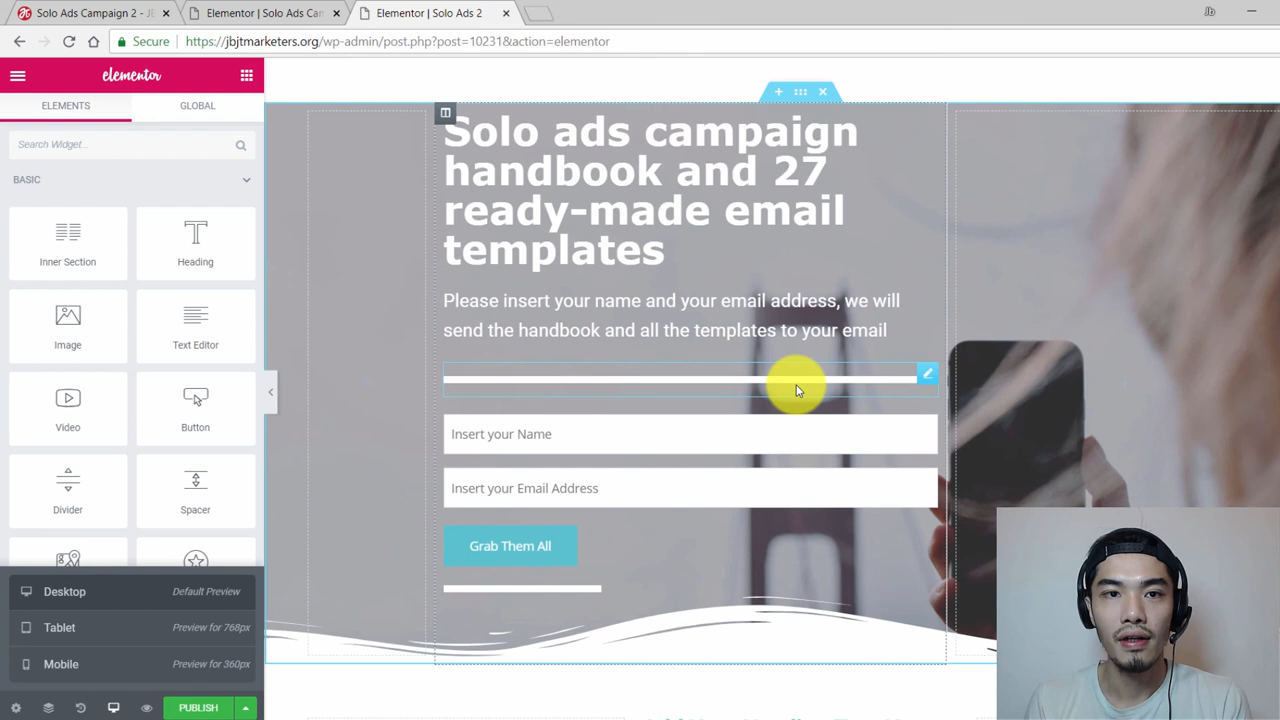 Solo Ads Campaign 2 - JB
Elementor | Solo Ads Cam
Elementor | Solo Ads 2
Jb
Secure
https://jbjtmarketers.org/wp-admin/post.php?post=10231&action=elementor
elementor
ELEMENTS
GLOBAL
Search Widget...
BASIC
Inner Section
Heading
Image
Text Editor
Video
Button
Divider
Spacer
Desktop
Default Preview
Tablet
Preview for 768px
Mobile
Preview for 360px
PUBLISH
Solo ads campaign
handbook and 27
ready-made email
templates
Please insert your name and your email address, we will
send the handbook and all the templates to your email
Insert your Name
Insert your Email Address
Grab Them All